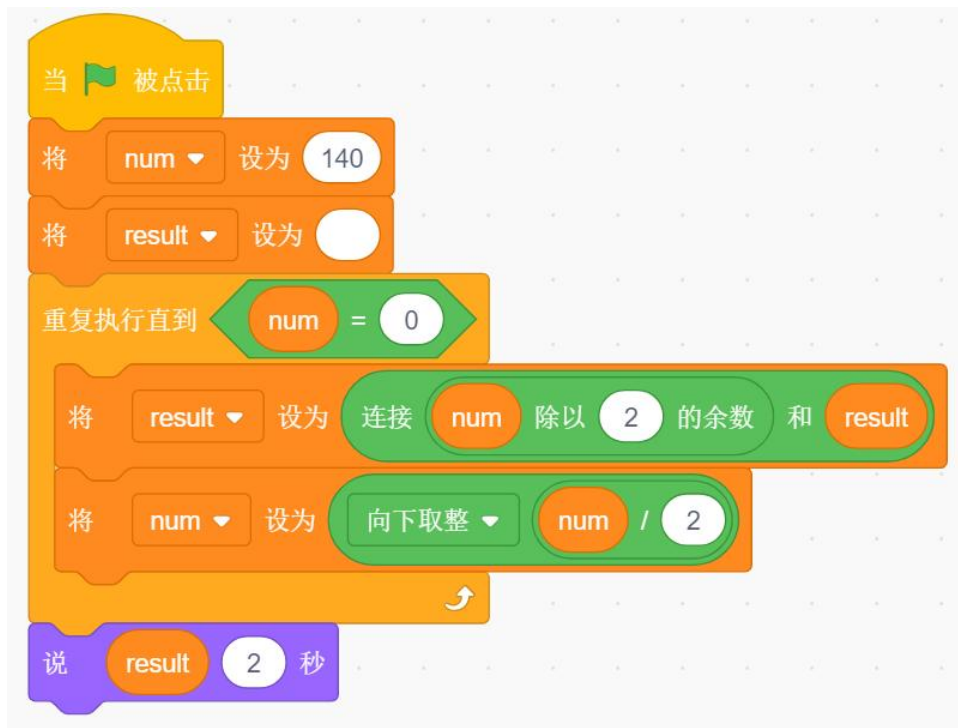 当 被点击
将 num 设为 140
将 result 设为
重复执行直到 num = 0
将 result 设为 连接 num 除以 2 的余数 和 result
将 num 设为 向下取整 num / 2
说 result 2 秒